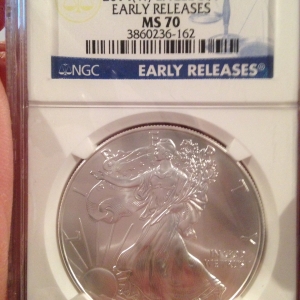 EARLY RELEASES
MS 70
3860236-162
NGC EARLY RELEASES
L I E T Y